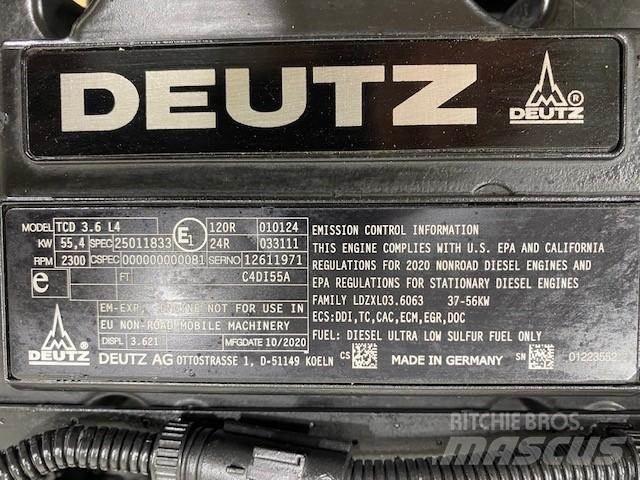 DEUTZ
DEUTZ ®
MODEL TCD 3.6 L4 E1 120R 010124
KW 55,4 SPEC 25011833 24R 033111
RPM 2300 CSPEC 000000000081 SERNO 12611971
e FT C4DI55A
EM-EXP. ENGINE NOT FOR USE IN
EU NON-ROAD MOBILE MACHINERY
DISPL 3.621 MFGDATE 10/2020
DEUTZ DEUTZ AG OTTOSTRASSE 1, D-51149 KOELN
EMISSION CONTROL INFORMATION
THIS ENGINE COMPLIES WITH U.S. EPA AND CALIFORNIA
REGULATIONS FOR 2020 NONROAD DIESEL ENGINES AND
EPA REGULATIONS FOR STATIONARY DIESEL ENGINES
FAMILY LDZXL03.6063 37-56KW
ECS:DDI,TC,CAC,ECM,EGR,DOC
FUEL: DIESEL ULTRA LOW SULFUR FUEL ONLY
CS MADE IN GERMANY SN 01223552
RITCHIE BROS.
MASCUS